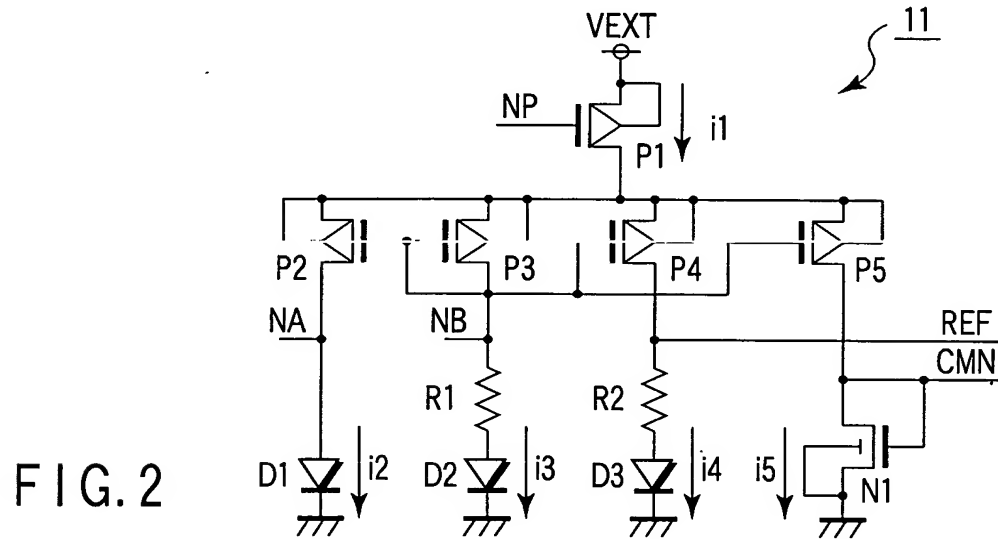 11
VEXT
NP
i1
P1
P2
P3
P4
P5
NA
NB
REF
CMN
R1
R2
D1
i2
D2
i3
D3
i4
i5
N1
FIG. 2